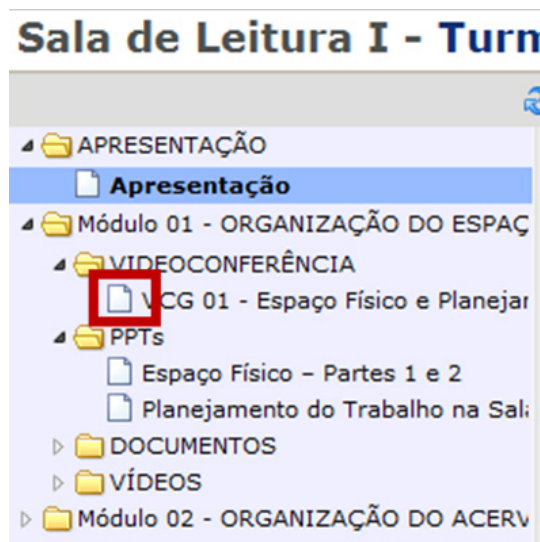 Sala de Leitura I - Turm
APRESENTAÇÃO
Apresentação
Módulo 01 - ORGANIZAÇÃO DO ESPAÇ
VIDEOCONFERÊNCIA
VCG 01 - Espaço Físico e Planejar
PPTs
Espaço Físico – Partes 1 e 2
Planejamento do Trabalho na Sala
DOCUMENTOS
VÍDEOS
Módulo 02 - ORGANIZAÇÃO DO ACERV